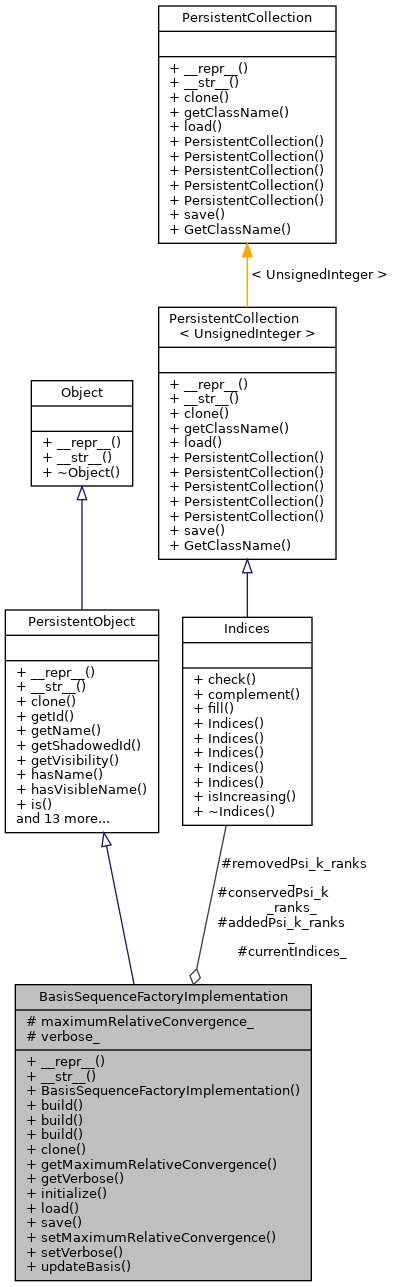 PersistentCollection
+ __repr__()
+ __str__()
+ clone()
+ getClassName()
+ load()
+ PersistentCollection()
+ PersistentCollection()
+ PersistentCollection()
+ PersistentCollection()
+ PersistentCollection()
+ save()
+ GetClassName()
< UnsignedInteger >
PersistentCollection
< UnsignedInteger >
+ __repr__()
+ __str__()
+ clone()
+ getClassName()
+ load()
+ PersistentCollection()
+ PersistentCollection()
+ PersistentCollection()
+ PersistentCollection()
+ PersistentCollection()
+ save()
+ GetClassName()
Object
+ __repr__()
+ __str__()
+ ~Object()
PersistentObject
+ __repr__()
+ __str__()
+ clone()
+ getId()
+ getName()
+ getShadowedId()
+ getVisibility()
+ hasName()
+ hasVisibleName()
+ is()
and 13 more...
Indices
+ check()
+ complement()
+ fill()
+ Indices()
+ Indices()
+ Indices()
+ Indices()
+ Indices()
+ isIncreasing()
+ ~Indices()
#removedPsi_k_ranks
_
#conservedPsi_k
_ranks_
#addedPsi_k_ranks
_
#currentIndices_
BasisSequenceFactoryImplementation
# maximumRelativeConvergence_
# verbose_
+ __repr__()
+ __str__()
+ BasisSequenceFactoryImplementation()
+ build()
+ build()
+ build()
+ clone()
+ getMaximumRelativeConvergence()
+ getVerbose()
+ initialize()
+ load()
+ save()
+ setMaximumRelativeConvergence()
+ setVerbose()
+ updateBasis()